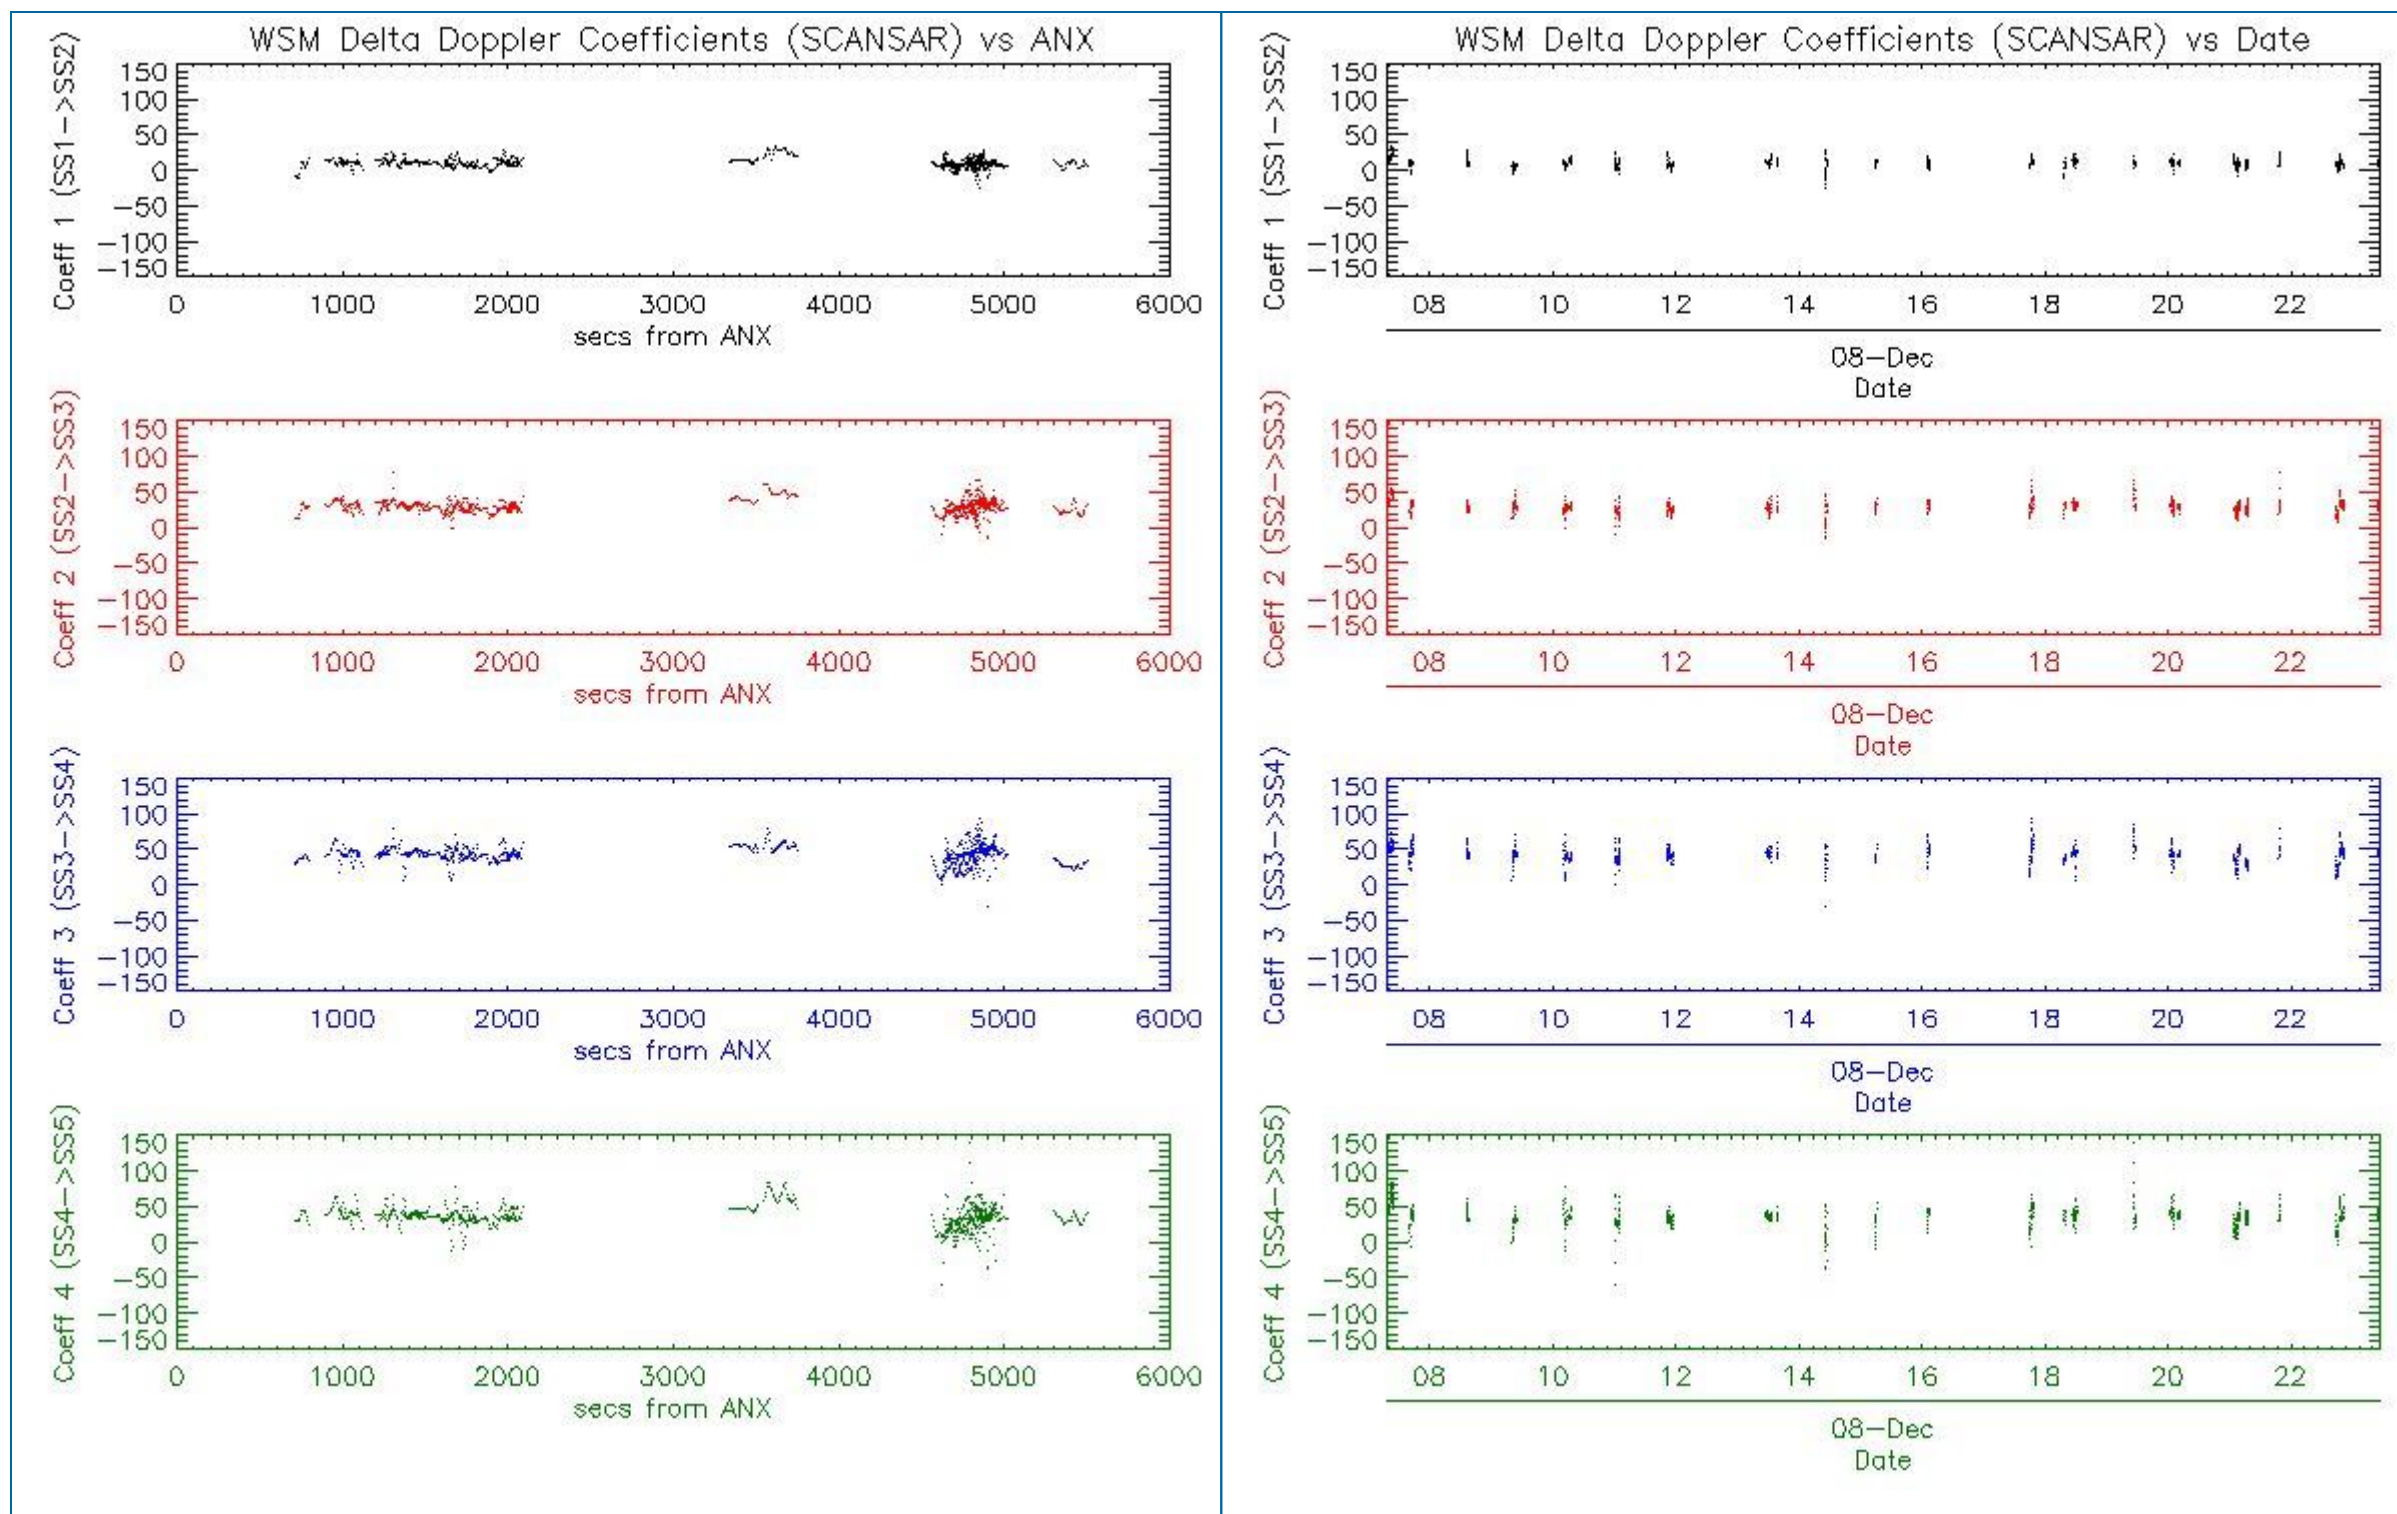 WSM Delta Doppler Coefficients (SCANSAR) vs ANX
Coeff 1 (SS1->SS2)
150
100
50
0
-50
-100
-150
0 1000 2000 3000 4000 5000 6000
secs from ANX
Coeff 2 (SS2->SS3)
150
100
50
0
-50
-100
-150
0 1000 2000 3000 4000 5000 6000
secs from ANX
Coeff 3 (SS3->SS4)
150
100
50
0
-50
-100
-150
0 1000 2000 3000 4000 5000 6000
secs from ANX
Coeff 4 (SS4->SS5)
150
100
50
0
-50
-100
-150
0 1000 2000 3000 4000 5000 6000
secs from ANX
WSM Delta Doppler Coefficients (SCANSAR) vs Date
Coeff 1 (SS1->SS2)
150
100
50
0
-50
-100
-150
08 10 12 14 16 18 20 22
08-Dec
Date
Coeff 2 (SS2->SS3)
150
100
50
0
-50
-100
-150
08 10 12 14 16 18 20 22
08-Dec
Date
Coeff 3 (SS3->SS4)
150
100
50
0
-50
-100
-150
08 10 12 14 16 18 20 22
08-Dec
Date
Coeff 4 (SS4->SS5)
150
100
50
0
-50
-100
-150
08 10 12 14 16 18 20 22
08-Dec
Date